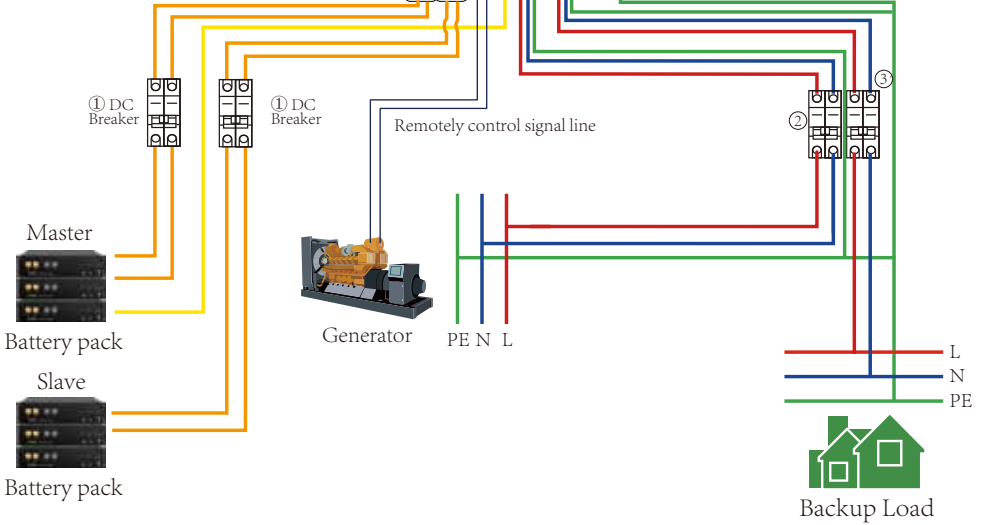 ① DC
Breaker
① DC
Breaker
Remotely control signal line
②
③
Master
Battery pack
Generator
PE N L
Slave
Battery pack
L
N
PE
Backup Load